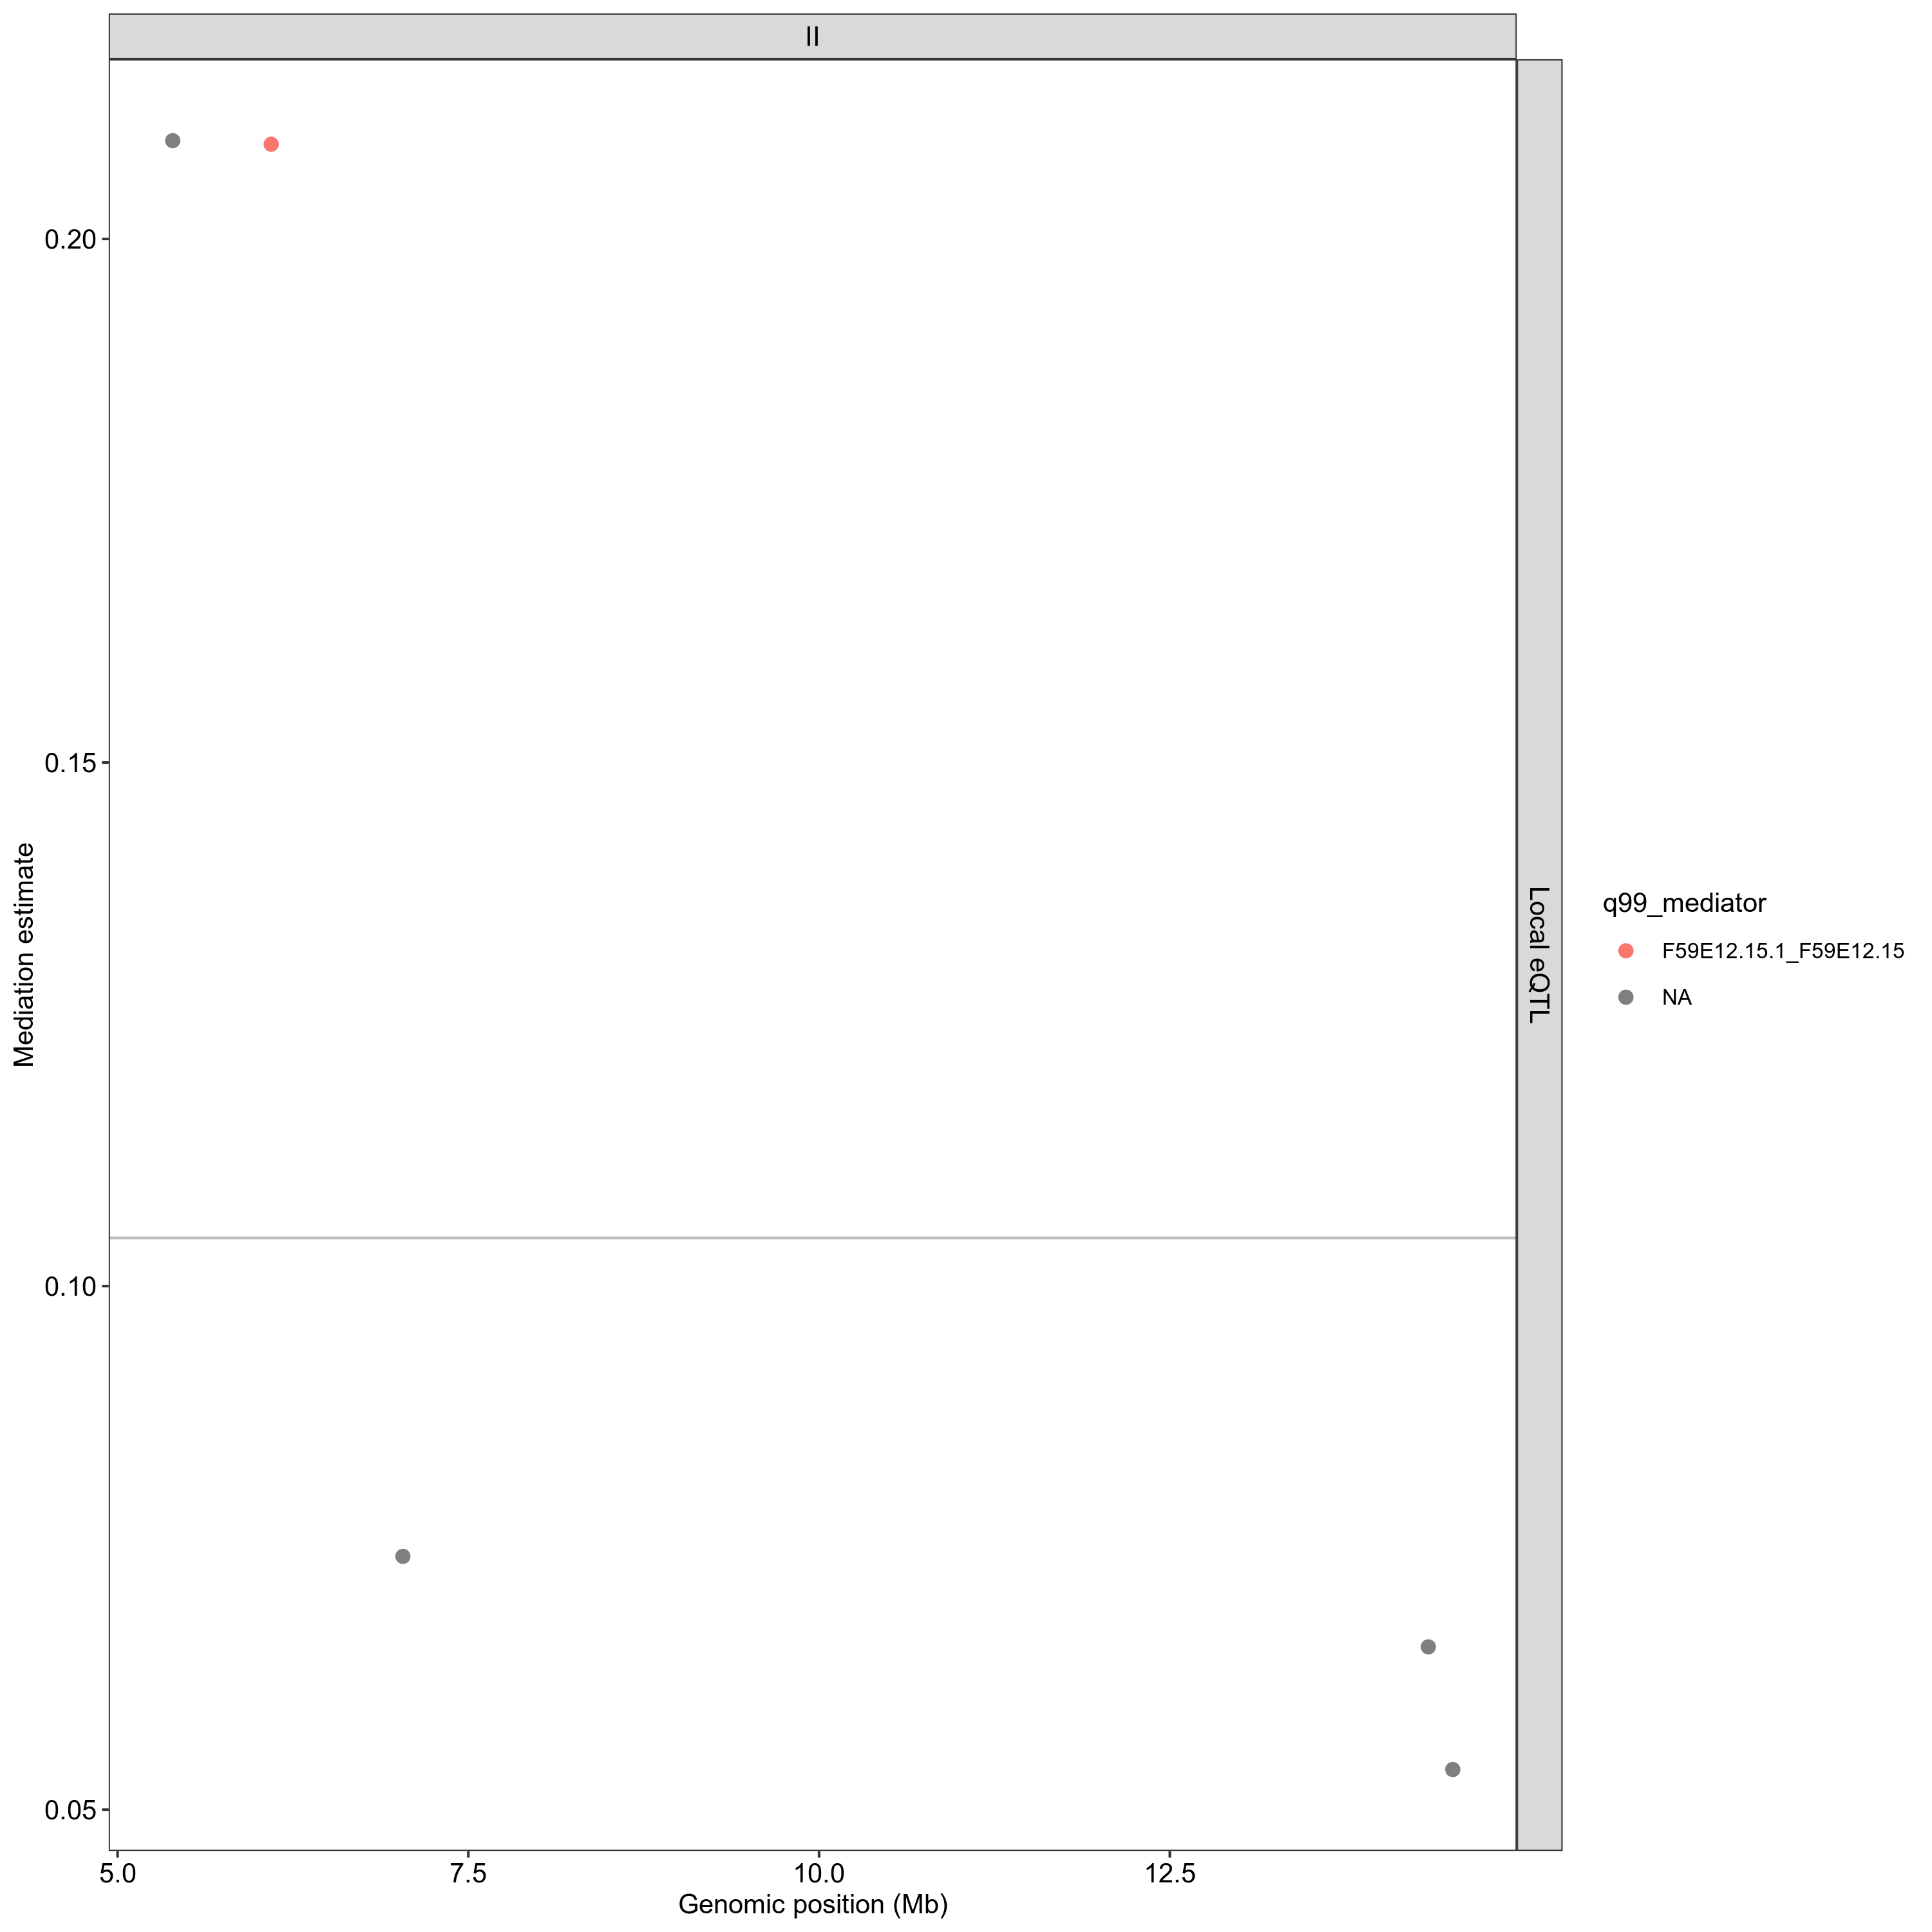 II
0.20
0.15
0.10
0.05
Mediation estimate
5.0
7.5
10.0
12.5
Genomic position (Mb)
Local eQTL
q99_mediator
F59E12.15.1_F59E12.15
NA